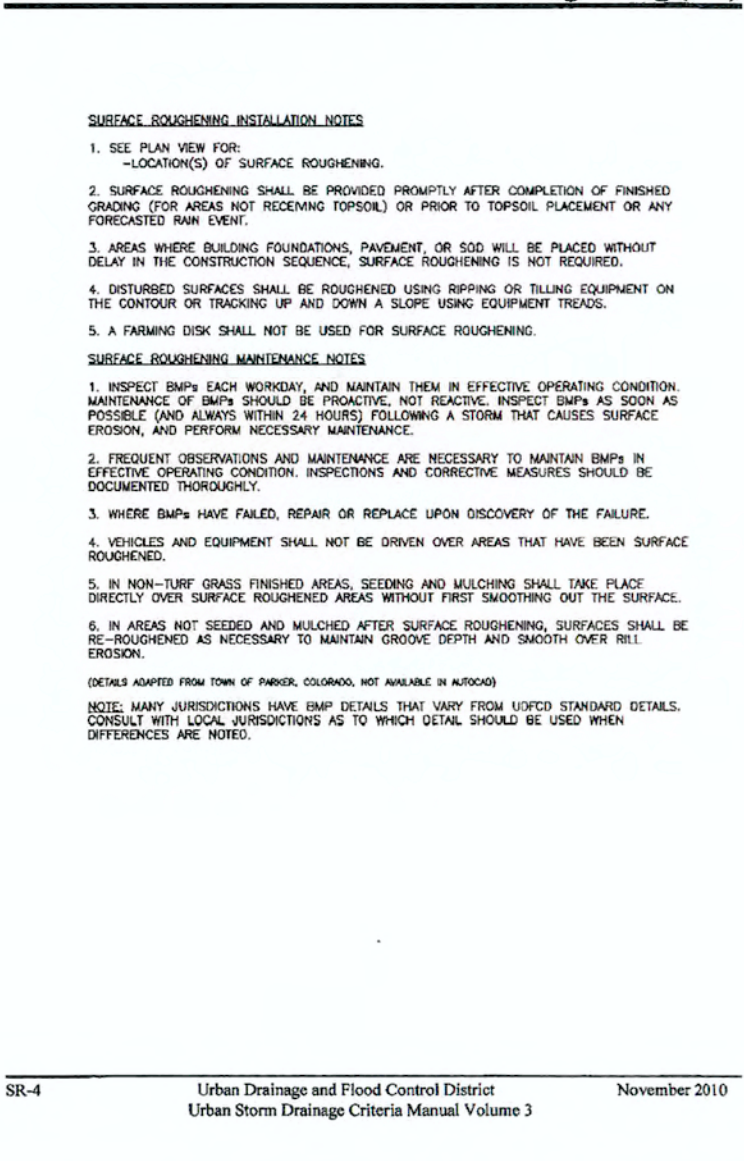 SURFACE ROUGHENING INSTALLATION NOTES
1. SEE PLAN VIEW FOR:
-LOCATION(S) OF SURFACE ROUGHENING.
2. SURFACE ROUGHENING SHALL BE PROVIDED PROMPTLY AFTER COMPLETION OF FINISHED
GRADING (FOR AREAS NOT RECEIVING TOPSOIL) OR PRIOR TO TOPSOIL PLACEMENT OR ANY
FORECASTED RAIN EVENT.
3. AREAS WHERE BUILDING FOUNDATIONS, PAVEMENT, OR SOD WILL BE PLACED WITHOUT
DELAY IN THE CONSTRUCTION SEQUENCE, SURFACE ROUGHENING IS NOT REQUIRED.
4. DISTURBED SURFACES SHALL BE ROUGHENED USING RIPPING OR TILLING EQUIPMENT ON
THE CONTOUR OR TRACKING UP AND DOWN A SLOPE USING EQUIPMENT TREADS.
5. A FARMING DISK SHALL NOT BE USED FOR SURFACE ROUGHENING.
SURFACE ROUGHENING MAINTENANCE NOTES
1. INSPECT BMPs EACH WORKDAY, AND MAINTAIN THEM IN EFFECTIVE OPERATING CONDITION.
MAINTENANCE OF BMPs SHOULD BE PROACTIVE, NOT REACTIVE. INSPECT BMPs AS SOON AS
POSSIBLE (AND ALWAYS WITHIN 24 HOURS) FOLLOWING A STORM THAT CAUSES SURFACE
EROSION, AND PERFORM NECESSARY MAINTENANCE.
2. FREQUENT OBSERVATIONS AND MAINTENANCE ARE NECESSARY TO MAINTAIN BMPs IN
EFFECTIVE OPERATING CONDITION. INSPECTIONS AND CORRECTIVE MEASURES SHOULD BE
DOCUMENTED THOROUGHLY.
3. WHERE BMPs HAVE FAILED, REPAIR OR REPLACE UPON DISCOVERY OF THE FAILURE.
4. VEHICLES AND EQUIPMENT SHALL NOT BE DRIVEN OVER AREAS THAT HAVE BEEN SURFACE
ROUGHENED.
5. IN NON-TURF GRASS FINISHED AREAS, SEEDING AND MULCHING SHALL TAKE PLACE
DIRECTLY OVER SURFACE ROUGHENED AREAS WITHOUT FIRST SMOOTHING OUT THE SURFACE.
6. IN AREAS NOT SEEDED AND MULCHED AFTER SURFACE ROUGHENING, SURFACES SHALL BE
RE-ROUGHENED AS NECESSARY TO MAINTAIN GROOVE DEPTH AND SMOOTH OVER RILL
EROSION.
(DETAILS ADAPTED FROM TOWN OF PARKER, COLORADO, NOT AVAILABLE IN AUTOCAD)
NOTE: MANY JURISDICTIONS HAVE BMP DETAILS THAT VARY FROM UDFCD STANDARD DETAILS.
CONSULT WITH LOCAL JURISDICTIONS AS TO WHICH DETAIL SHOULD BE USED WHEN
DIFFERENCES ARE NOTED.
SR-4 Urban Drainage and Flood Control District November 2010
Urban Storm Drainage Criteria Manual Volume 3